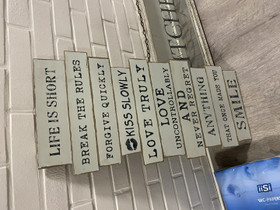 LIFE IS SHORT
BREAK THE RULES
FORGIVE QUICKLY
KISS SLOWLY
LOVE TRULY
LOVE
UNCONTROLLABLY
AND
NEVER REGRET
ANYTHING
THAT ONCE MADE YOU
SMILE